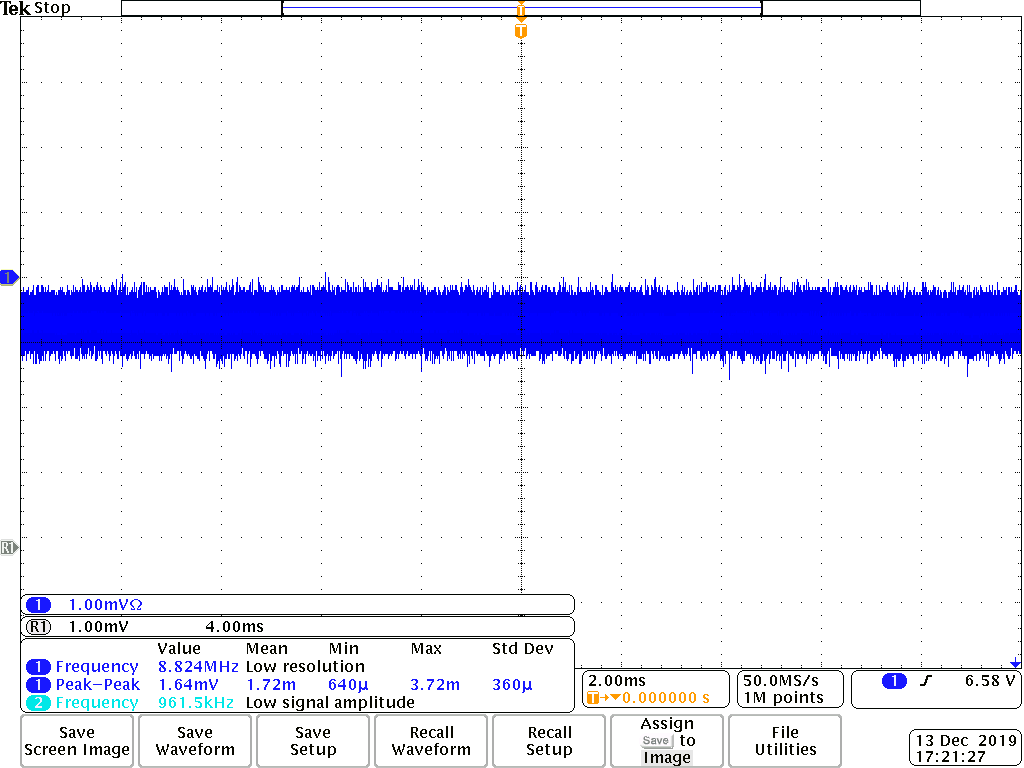 Tek Stop
T
T
1
R1
1 1.00mVΩ
R1 1.00mV 4.00ms
Value Mean Min Max Std Dev
1 Frequency 8.824MHz Low resolution
1 Peak–Peak 1.64mV 1.72m 640µ 3.72m 360µ
2 Frequency 961.5kHz Low signal amplitude
2.00ms
T→▼0.000000 s
50.0MS/s
1M points
1 ƒ 6.58 V
Save
Screen Image
Save
Waveform
Save
Setup
Recall
Waveform
Recall
Setup
Assign
Save to
Image
File
Utilities
13 Dec 2019
17:21:27